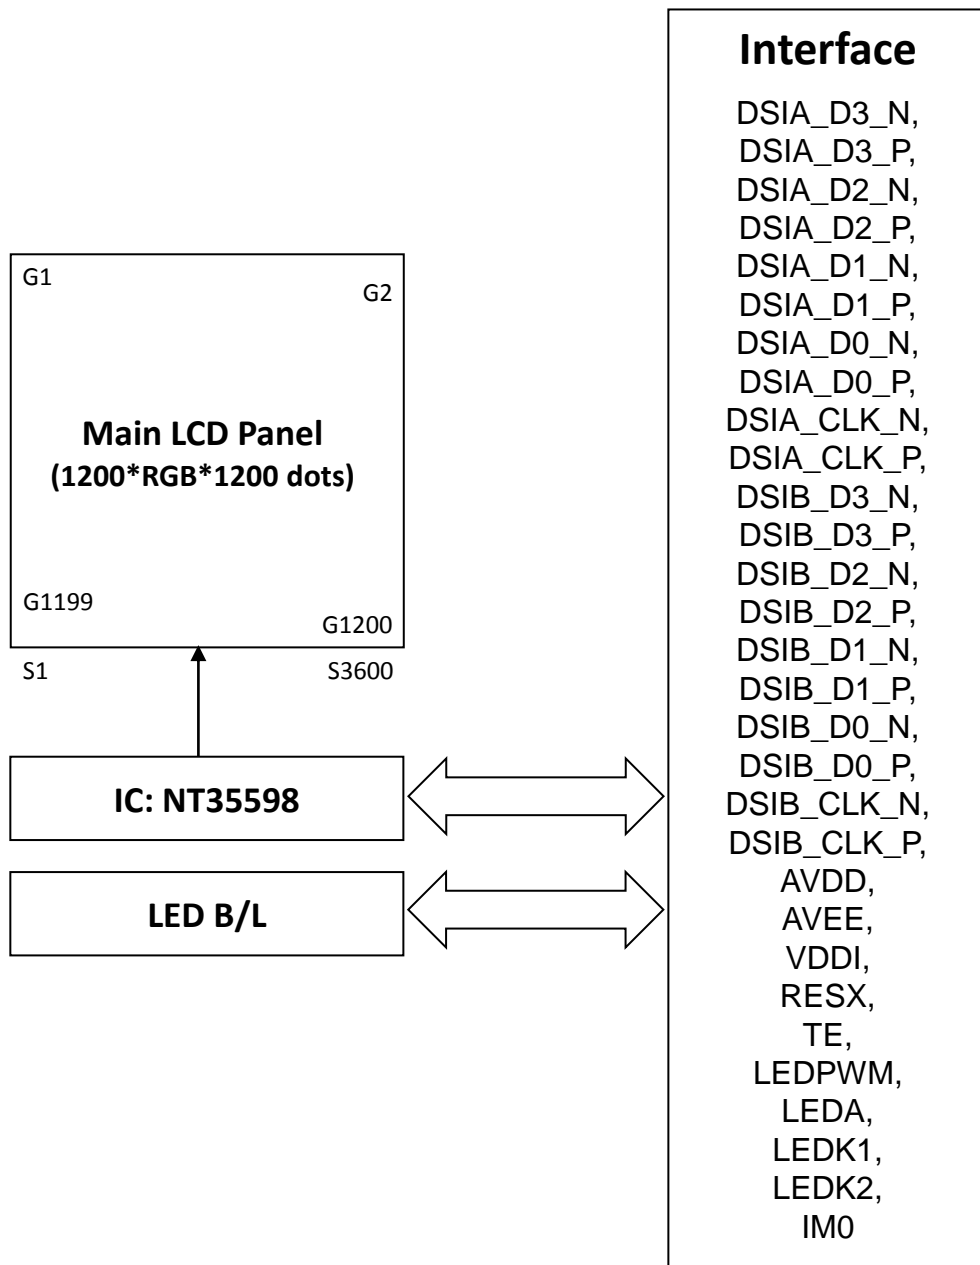 Interface
DSIA_D3_N,
DSIA_D3_P,
DSIA_D2_N,
DSIA_D2_P,
DSIA_D1_N,
DSIA_D1_P,
DSIA_D0_N,
DSIA_D0_P,
DSIA_CLK_N,
DSIA_CLK_P,
DSIB_D3_N,
DSIB_D3_P,
DSIB_D2_N,
DSIB_D2_P,
DSIB_D1_N,
DSIB_D1_P,
DSIB_D0_N,
DSIB_D0_P,
DSIB_CLK_N,
DSIB_CLK_P,
AVDD,
AVEE,
VDDI,
RESX,
TE,
LEDPWM,
LEDA,
LEDK1,
LEDK2,
IM0
G1
G2
Main LCD Panel
(1200*RGB*1200 dots)
G1199
G1200
S1
S3600
IC: NT35598
LED B/L